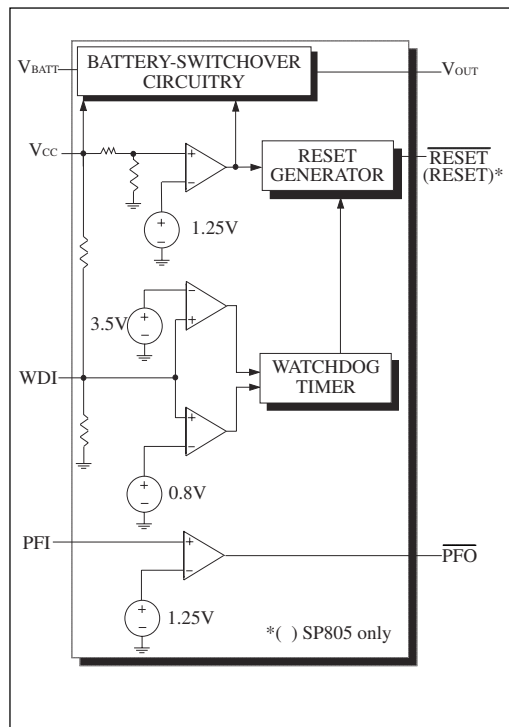 VBATT
BATTERY-SWITCHOVER
CIRCUITRY
VOUT
VCC
+
−
RESET
GENERATOR
RESET
(RESET)*
+
−
1.25V
−
+
+
−
3.5V
WDI
WATCHDOG
TIMER
+
−
+
−
0.8V
PFI
+
−
PFO
+
−
1.25V
*( ) SP805 only